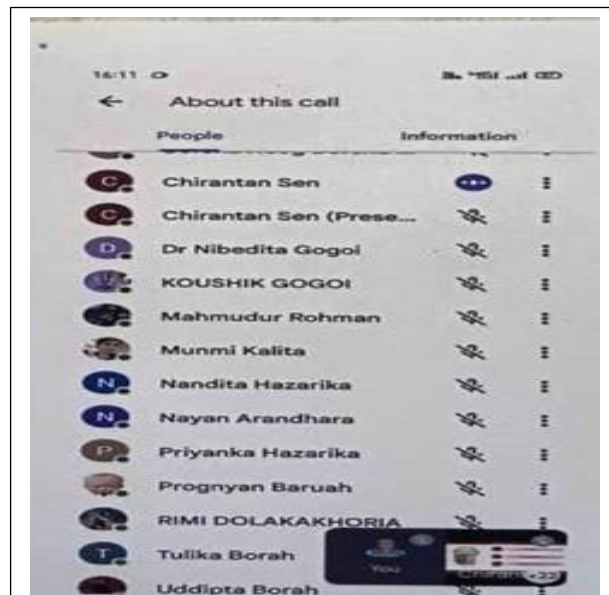 16:11
← About this call
People Information
C Chirantan Sen
C Chirantan Sen (Prese...
D Dr Nibedita Gogoi
KOUSHIK GOGOI
Mahmudur Rohman
Munmi Kalita
N Nandita Hazarika
N Nayan Arandhara
P Priyanka Hazarika
Prognyan Baruah
RIMI DOLAKAKHORIA
T Tulika Borah
You
+22
Uddipta Borah